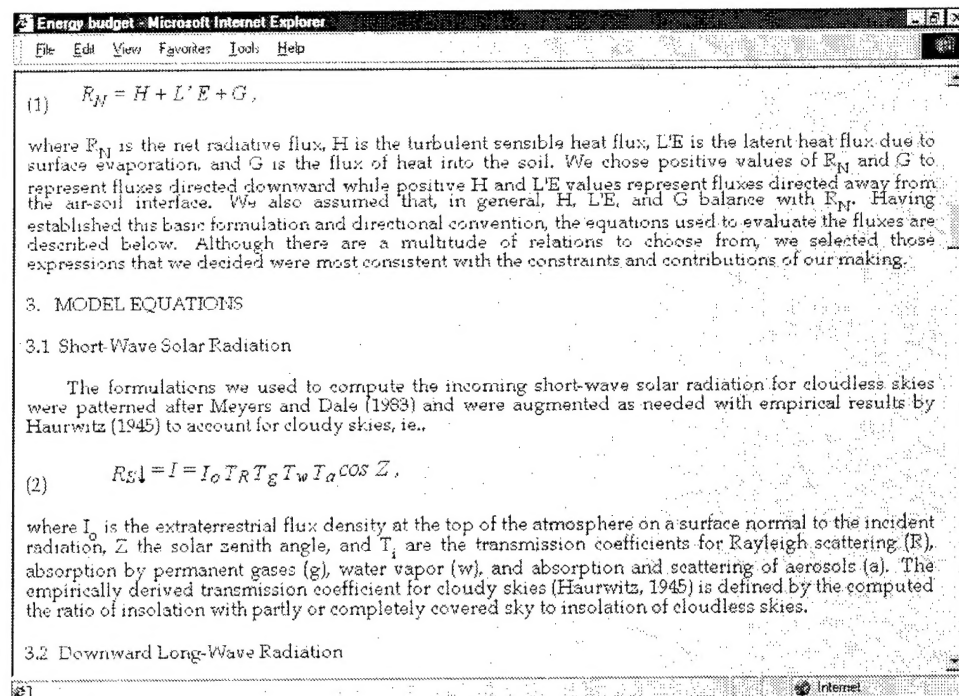 Energy budget - Microsoft Internet Explorer
File Edit View Favorites Tools Help
(1) R_N = H + L' E + G ,
where R_N is the net radiative flux, H is the turbulent sensible heat flux, L'E is the latent heat flux due to
surface evaporation, and G is the flux of heat into the soil. We chose positive values of R_N and G to
represent fluxes directed downward while positive H and L'E values represent fluxes directed away from
the air-soil interface. We also assumed that, in general, H, L'E, and G balance with R_N. Having
established this basic formulation and directional convention, the equations used to evaluate the fluxes are
described below. Although there are a multitude of relations to choose from, we selected those
expressions that we decided were most consistent with the constraints and contributions of our making.
3. MODEL EQUATIONS
3.1 Short-Wave Solar Radiation
The formulations we used to compute the incoming short-wave solar radiation for cloudless skies
were patterned after Meyers and Dale (1983) and were augmented as needed with empirical results by
Haurwitz (1945) to account for cloudy skies, ie.,
(2) R_S↓ = I = I_o T_R T_g T_w T_a cos Z ,
where I_o is the extraterrestrial flux density at the top of the atmosphere on a surface normal to the incident
radiation, Z the solar zenith angle, and T_i are the transmission coefficients for Rayleigh scattering (R),
absorption by permanent gases (g), water vapor (w), and absorption and scattering of aerosols (a). The
empirically derived transmission coefficient for cloudy skies (Haurwitz, 1945) is defined by the computed
the ratio of insolation with partly or completely covered sky to insolation of cloudless skies.
3.2 Downward Long-Wave Radiation
Internet